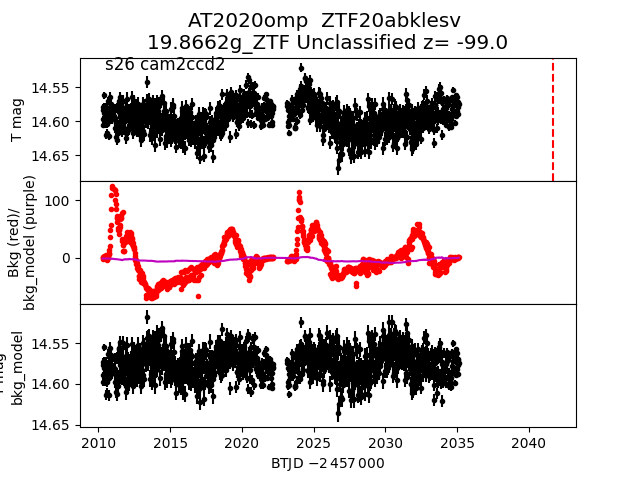 AT2020omp  ZTF20abklesv
19.8662g_ZTF Unclassified z= -99.0
s26 cam2ccd2
T mag
14.55
14.60
14.65
Bkg (red)/
bkg_model (purple)
100
0
bkg_model
14.55
14.60
14.65
2010 2015 2020 2025 2030 2035 2040
BTJD −2 457 000